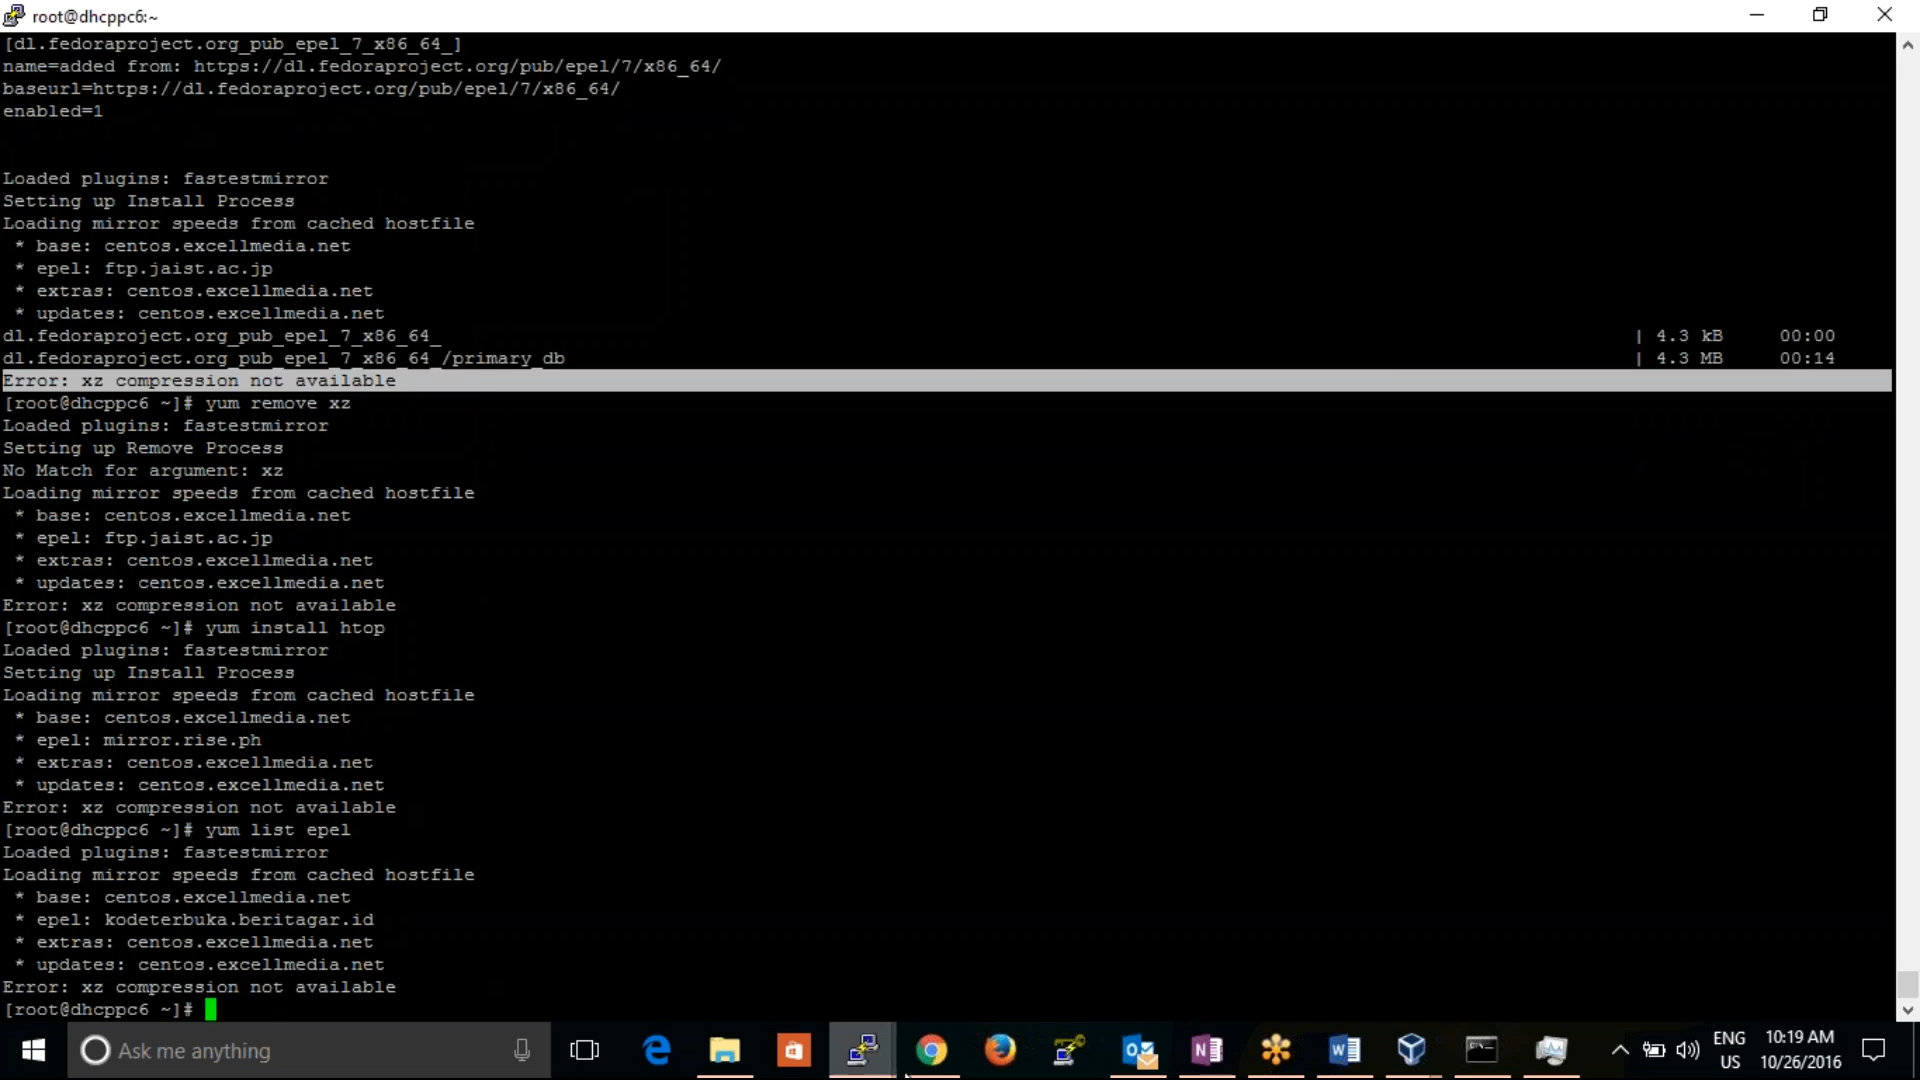 root@dhcppc6:~
[dl.fedoraproject.org_pub_epel_7_x86_64_]
name=added from: https://dl.fedoraproject.org/pub/epel/7/x86_64/
baseurl=https://dl.fedoraproject.org/pub/epel/7/x86_64/
enabled=1
Loaded plugins: fastestmirror
Setting up Install Process
Loading mirror speeds from cached hostfile
 * base: centos.excellmedia.net
 * epel: ftp.jaist.ac.jp
 * extras: centos.excellmedia.net
 * updates: centos.excellmedia.net
dl.fedoraproject.org_pub_epel_7_x86_64_ | 4.3 kB 00:00
dl.fedoraproject.org_pub_epel_7_x86_64_/primary_db | 4.3 MB 00:14
Error: xz compression not available
[root@dhcppc6 ~]# yum remove xz
Loaded plugins: fastestmirror
Setting up Remove Process
No Match for argument: xz
Loading mirror speeds from cached hostfile
 * base: centos.excellmedia.net
 * epel: ftp.jaist.ac.jp
 * extras: centos.excellmedia.net
 * updates: centos.excellmedia.net
Error: xz compression not available
[root@dhcppc6 ~]# yum install htop
Loaded plugins: fastestmirror
Setting up Install Process
Loading mirror speeds from cached hostfile
 * base: centos.excellmedia.net
 * epel: mirror.rise.ph
 * extras: centos.excellmedia.net
 * updates: centos.excellmedia.net
Error: xz compression not available
[root@dhcppc6 ~]# yum list epel
Loaded plugins: fastestmirror
Loading mirror speeds from cached hostfile
 * base: centos.excellmedia.net
 * epel: kodeterbuka.beritagar.id
 * extras: centos.excellmedia.net
 * updates: centos.excellmedia.net
Error: xz compression not available
[root@dhcppc6 ~]#
Ask me anything
ENG
US
10:19 AM
10/26/2016